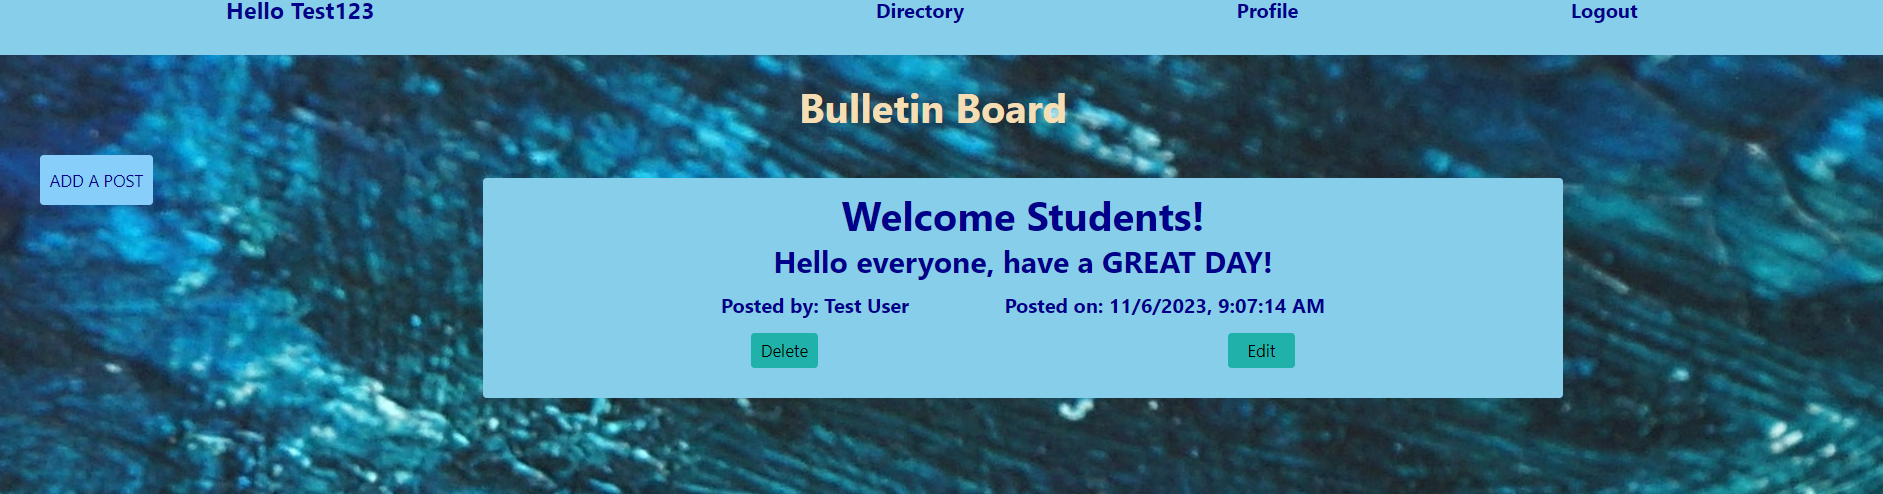 Hello Test123 Directory Profile Logout
Bulletin Board
ADD A POST
Welcome Students!
Hello everyone, have a GREAT DAY!
Posted by: Test User Posted on: 11/6/2023, 9:07:14 AM
Delete Edit